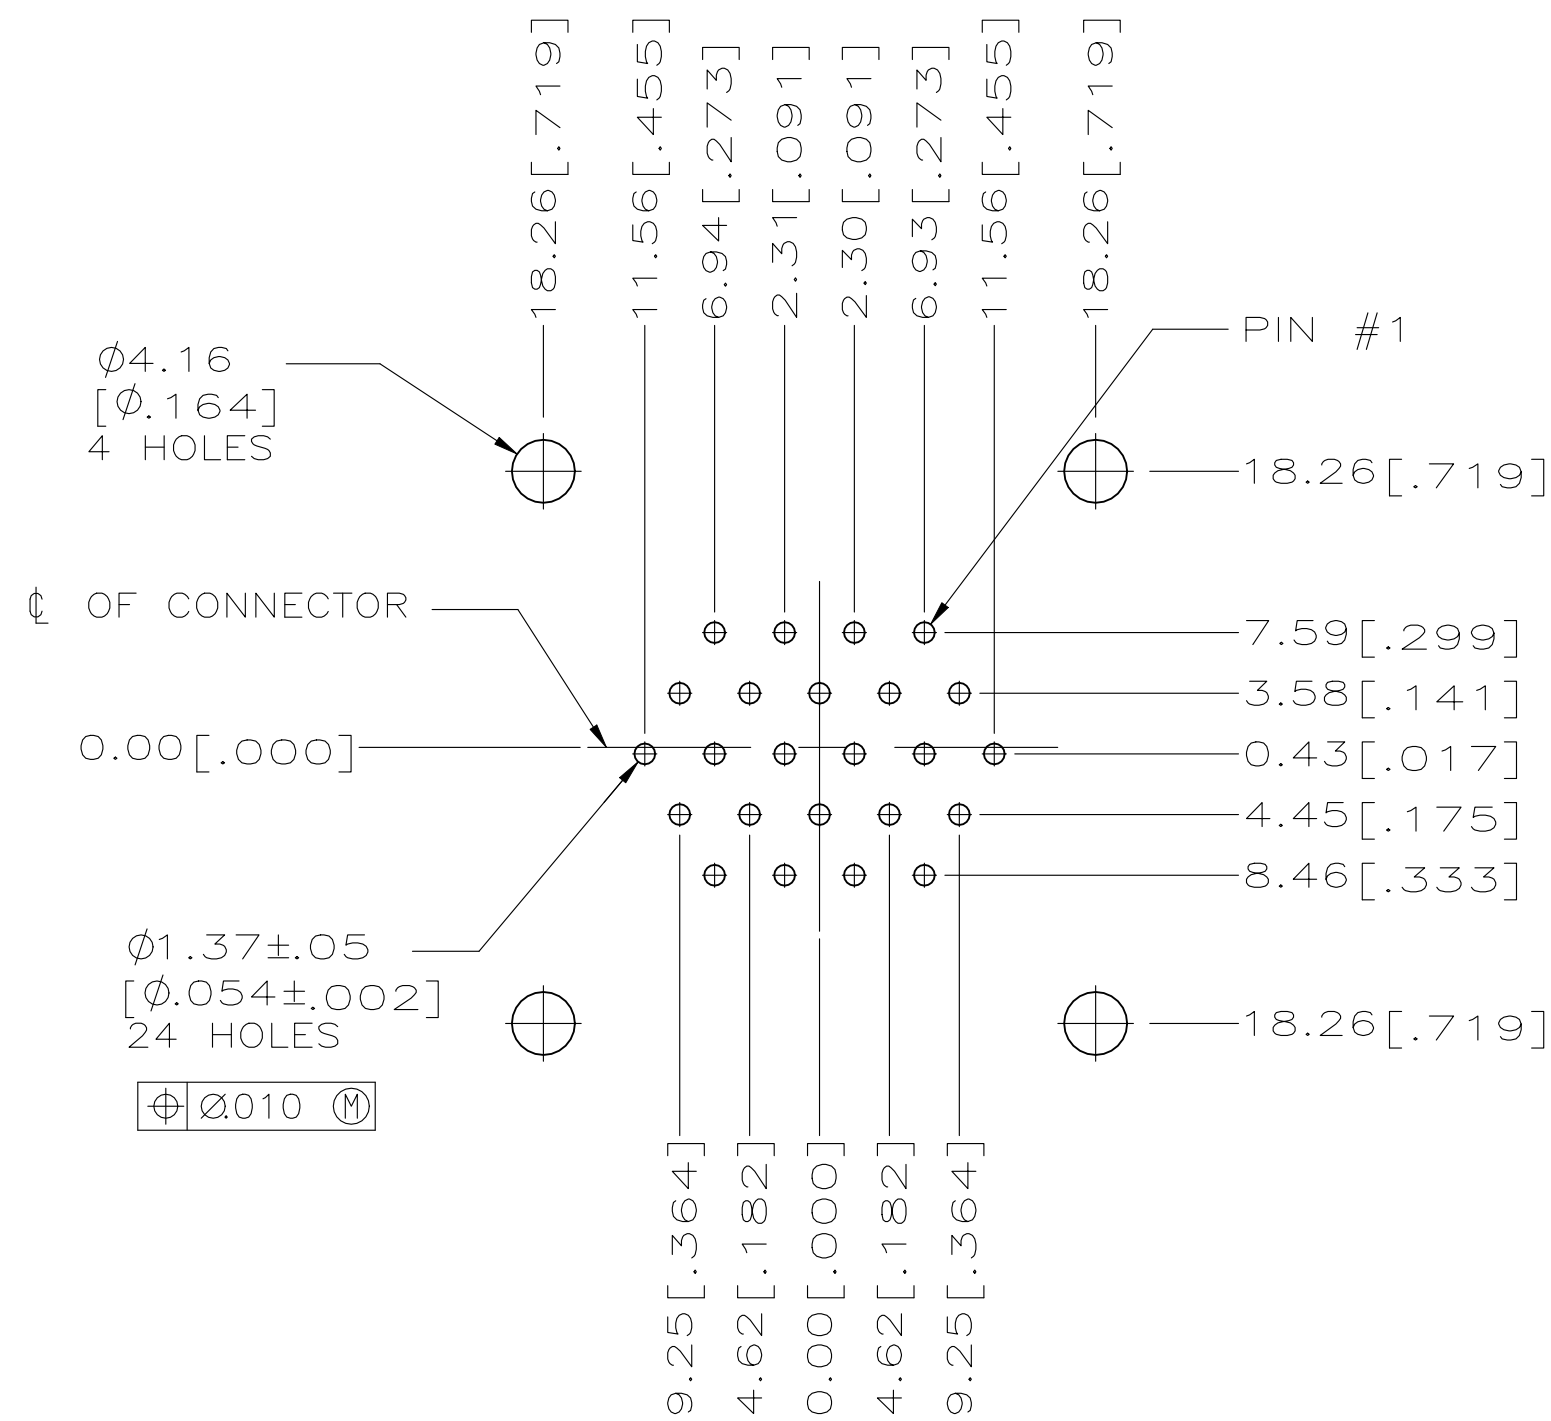 18.26[.719]
11.56[.455]
6.94[.273]
2.31[.091]
2.30[.091]
6.93[.273]
11.56[.455]
18.26[.719]
PIN #1
Ø4.16
[Ø.164]
4 HOLES
18.26[.719]
℄ OF CONNECTOR
7.59[.299]
3.58[.141]
0.00[.000]
0.43[.017]
4.45[.175]
8.46[.333]
Ø1.37±.05
[Ø.054±.002]
24 HOLES
18.26[.719]
⌖ Ø.010 Ⓜ
9.25[.364]
4.62[.182]
0.00[.000]
4.62[.182]
9.25[.364]